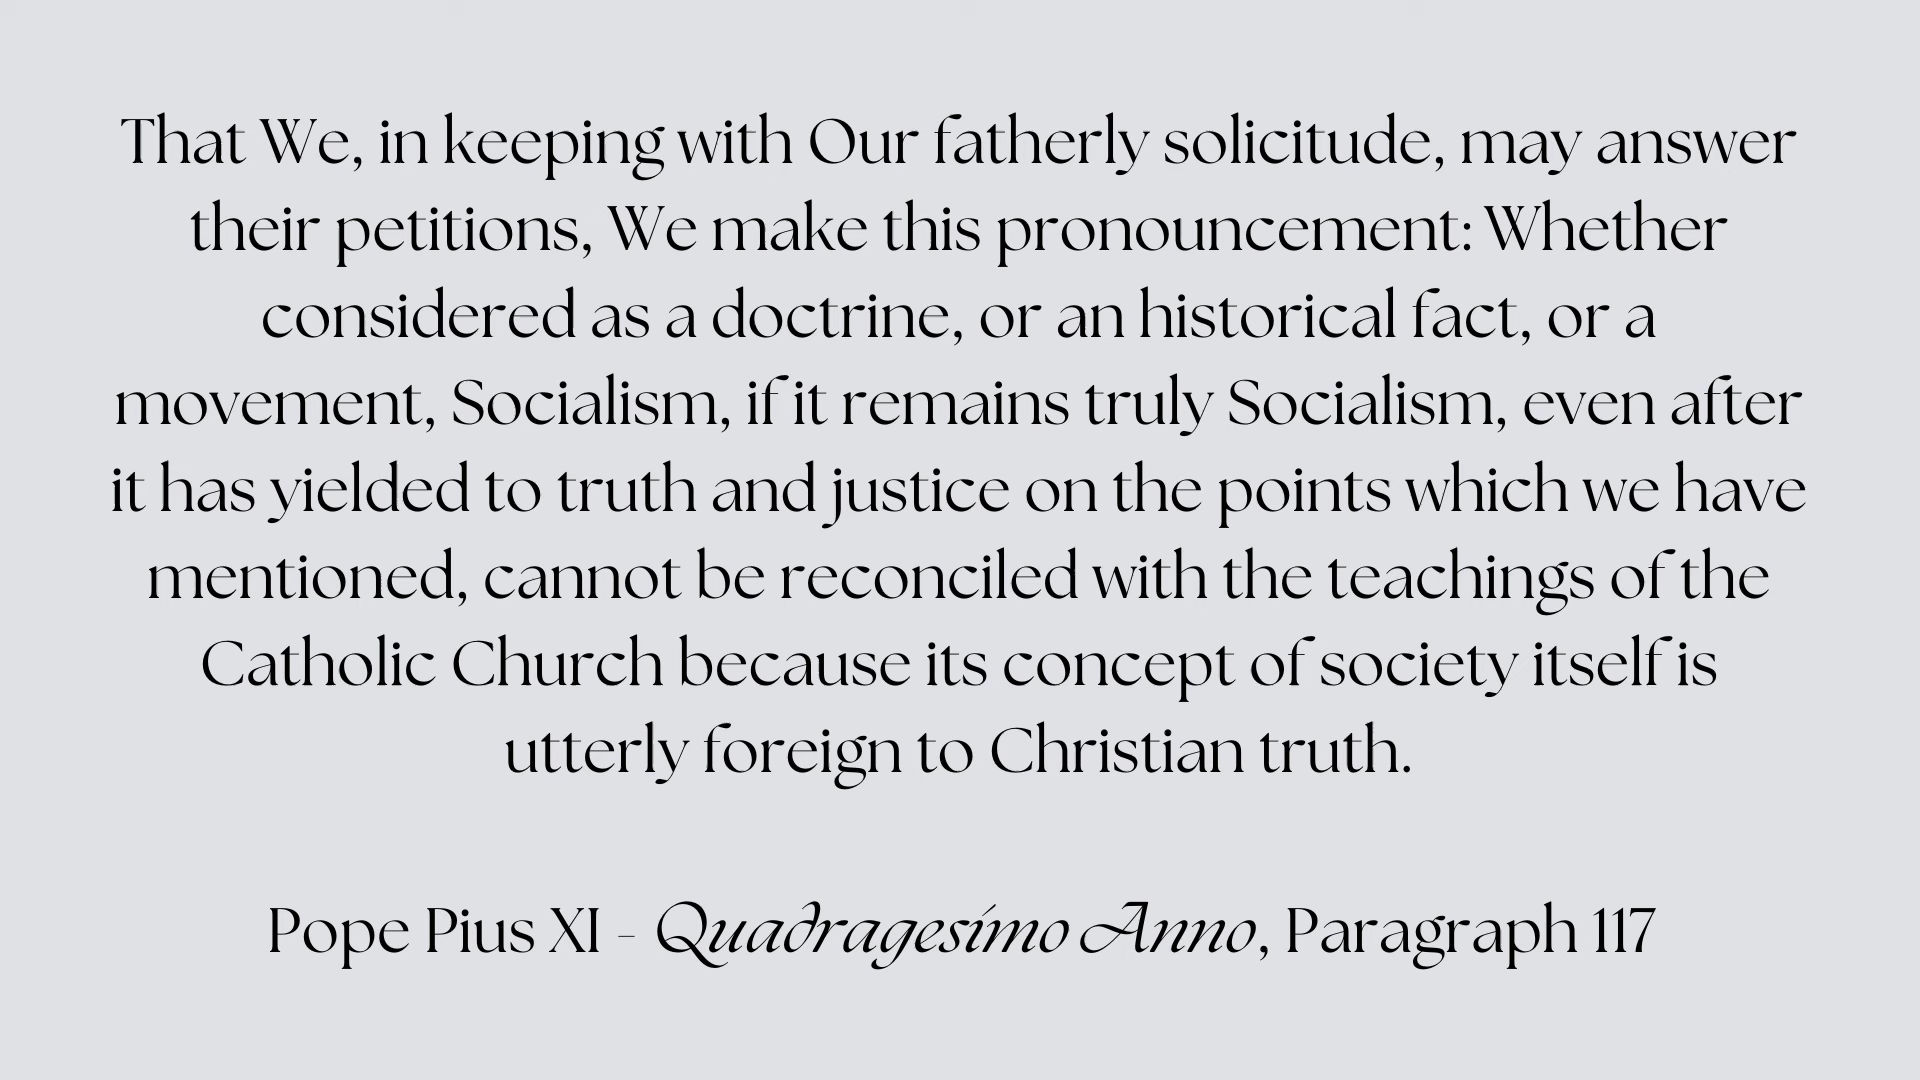 That We, in keeping with Our fatherly solicitude, may answer
their petitions, We make this pronouncement: Whether
considered as a doctrine, or an historical fact, or a
movement, Socialism, if it remains truly Socialism, even after
it has yielded to truth and justice on the points which we have
mentioned, cannot be reconciled with the teachings of the
Catholic Church because its concept of society itself is
utterly foreign to Christian truth.
Pope Pius XI - Quadragesimo Anno, Paragraph 117